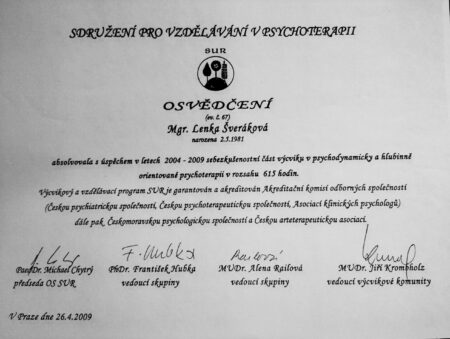 SDRUŽENÍ PRO VZDĚLÁVÁNÍ V PSYCHOTERAPII
SUR
OSVĚDČENÍ
(ev. č. 67)
Mgr. Lenka Šveráková
narozena 2.5.1981
absolvovala s úspěchem v letech 2004 - 2009 sebezkušenostní část výcviku v psychodynamicky a hlubinně
orientované psychoterapii v rozsahu 615 hodin.
Výcvikový a vzdělávací program SUR je garantován a akreditován Akreditační komisí odborných společností
(Českou psychiatrickou společností, Českou psychoterapeutickou společností, Asociací klinických psychologů)
dále pak Českomoravskou psychologickou společností a Českou arteterapeutickou asociací.
F. Hubka
PaedDr. Michael Chytrý PhDr. František Hubka MUDr. Alena Railová MUDr. Jiří Krombholz
předseda OS SUR vedoucí skupiny vedoucí skupiny vedoucí výcvikové komunity
V Praze dne 26.4.2009